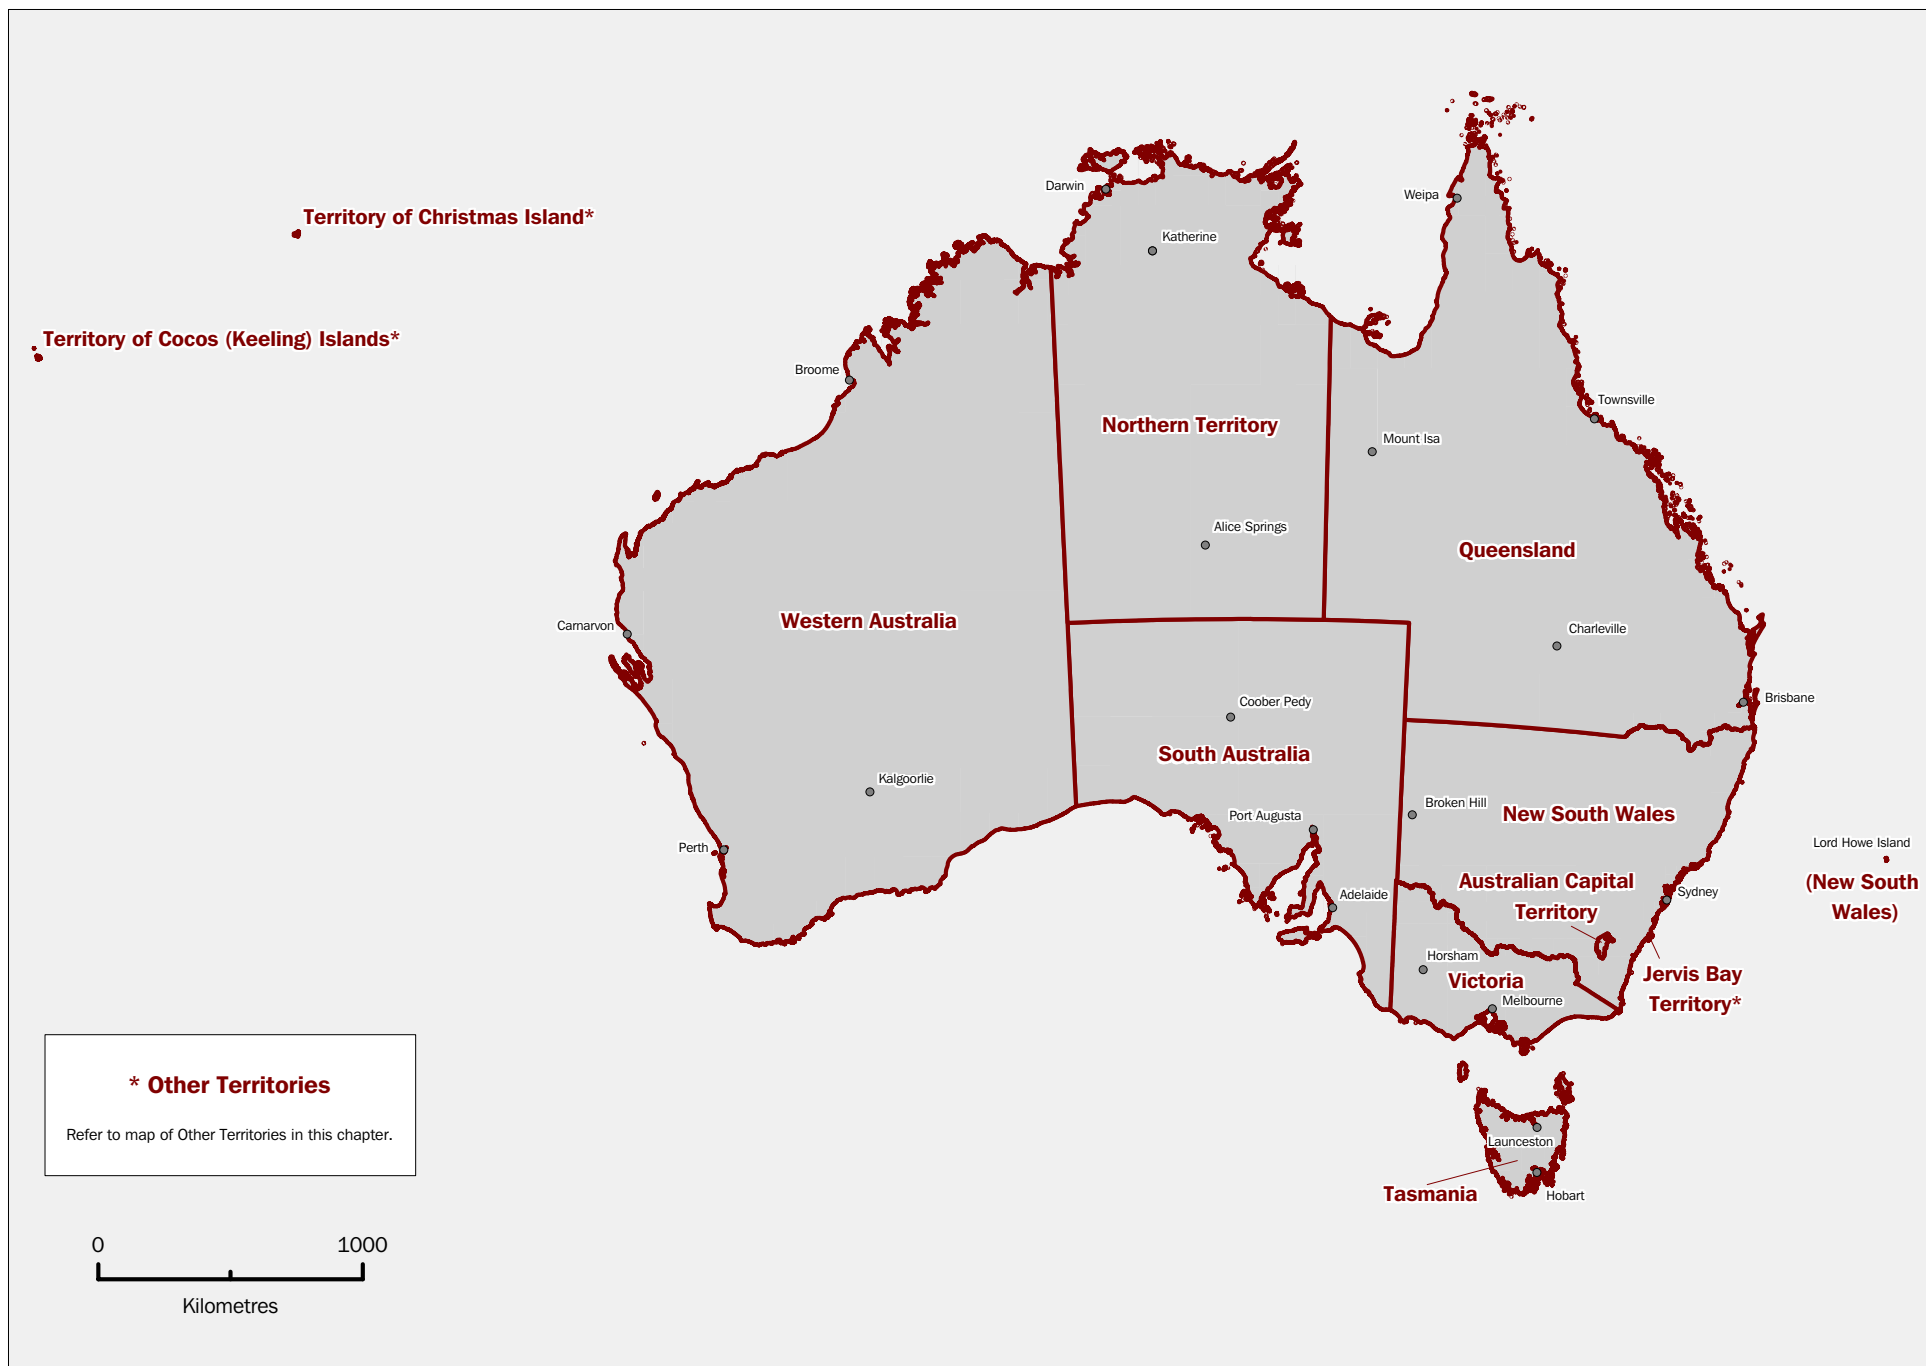 Darwin
Weipa
Territory of Christmas Island*
Katherine
Territory of Cocos (Keeling) Islands*
Broome
Townsville
Northern Territory
Mount Isa
Alice Springs
Queensland
Western Australia
Carnarvon
Charleville
Coober Pedy
Brisbane
South Australia
Kalgoorlie
Broken Hill
Port Augusta
New South Wales
Perth
Lord Howe Island
(New South
Wales)
Australian Capital
Territory
Sydney
Adelaide
Horsham
Victoria
Jervis Bay
Territory*
Melbourne
* Other Territories
Refer to map of Other Territories in this chapter.
Launceston
Tasmania
Hobart
0 1000
Kilometres